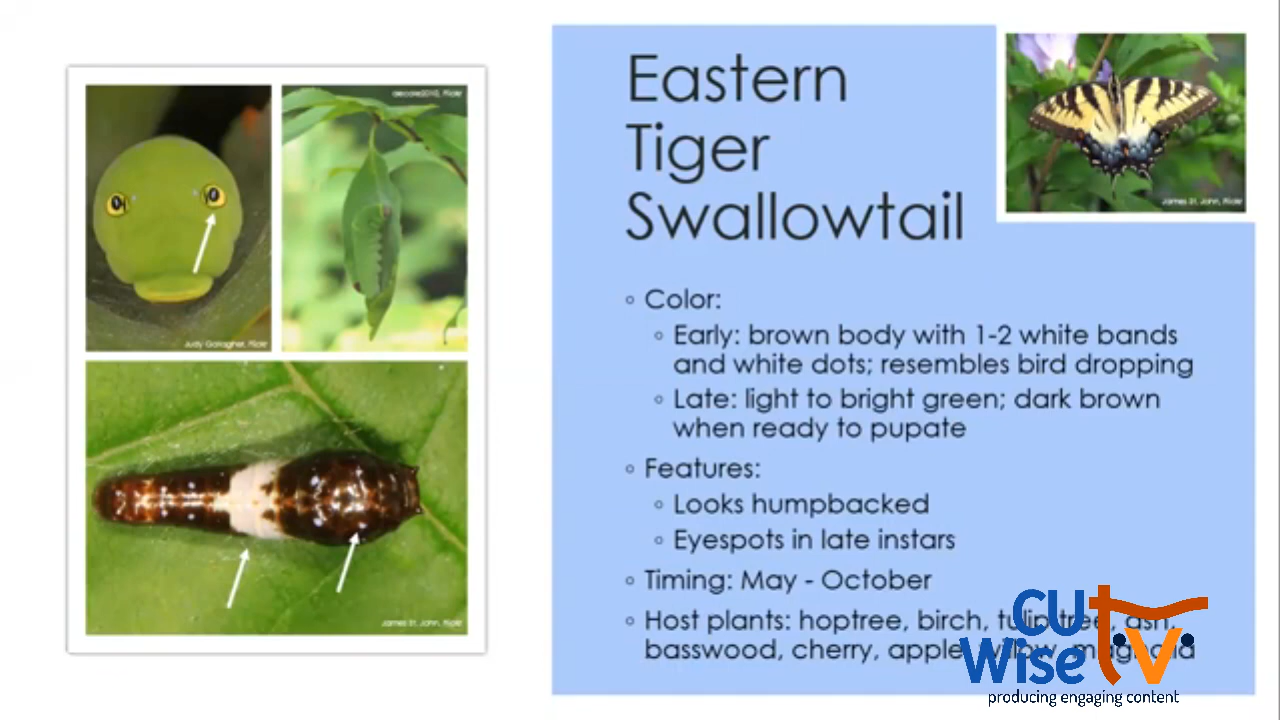 Eastern
Tiger
Swallowtail
Color:
Early: brown body with 1-2 white bands
and white dots; resembles bird dropping
Late: light to bright green; dark brown
when ready to pupate
Features:
Looks humpbacked
Eyespots in late instars
Timing: May - October
Host plants: hoptree, birch, tulip tree, ash,
basswood, cherry, apple, willow, magnolia
Judy Gallagher, Flickr
James St. John, Flickr
James St. John, Flickr
CU
Wise tv
producing engaging content